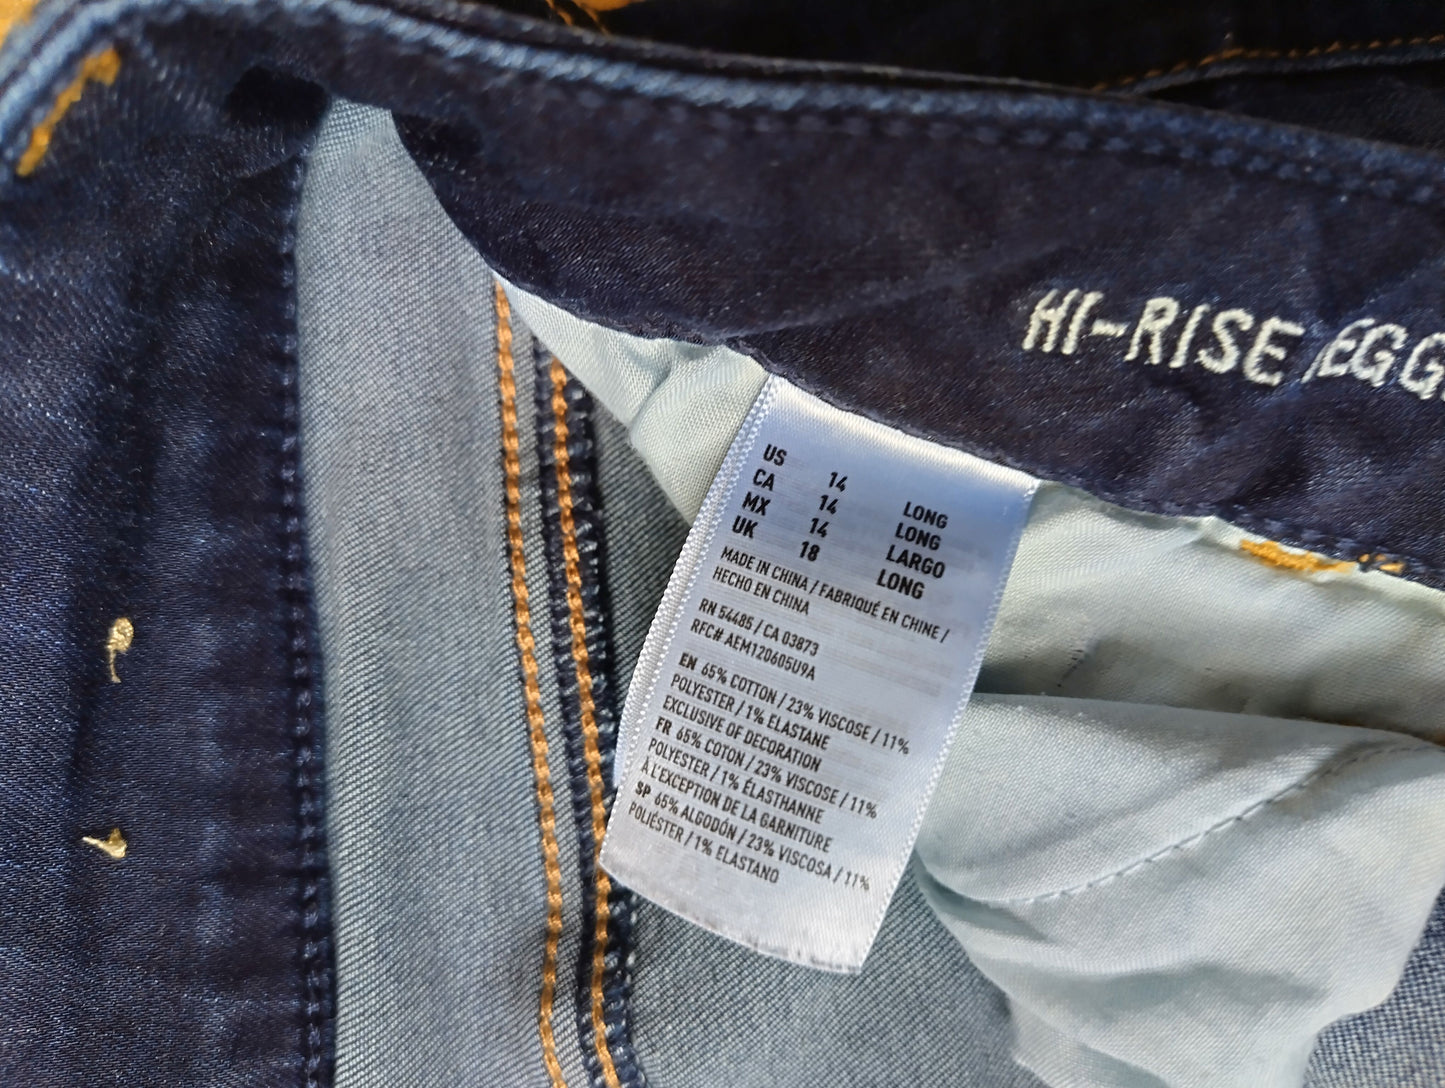 HI-RISE
US 14 LONG
CA 14 LONG
MX 14 LARGO
UK 18 LONG
MADE IN CHINA / FABRIQUÉ EN CHINE /
HECHO EN CHINA
RN 54485 / CA 03873
RFC# AEM120605U9A
EN 65% COTTON / 23% VISCOSE / 11%
POLYESTER / 1% ELASTANE
EXCLUSIVE OF DECORATION
FR 65% COTON / 23% VISCOSE / 11%
POLYESTER / 1% ÉLASTHANNE
À L'EXCEPTION DE LA GARNITURE
SP 65% ALGODÓN / 23% VISCOSA / 11%
POLIÉSTER / 1% ELASTANO